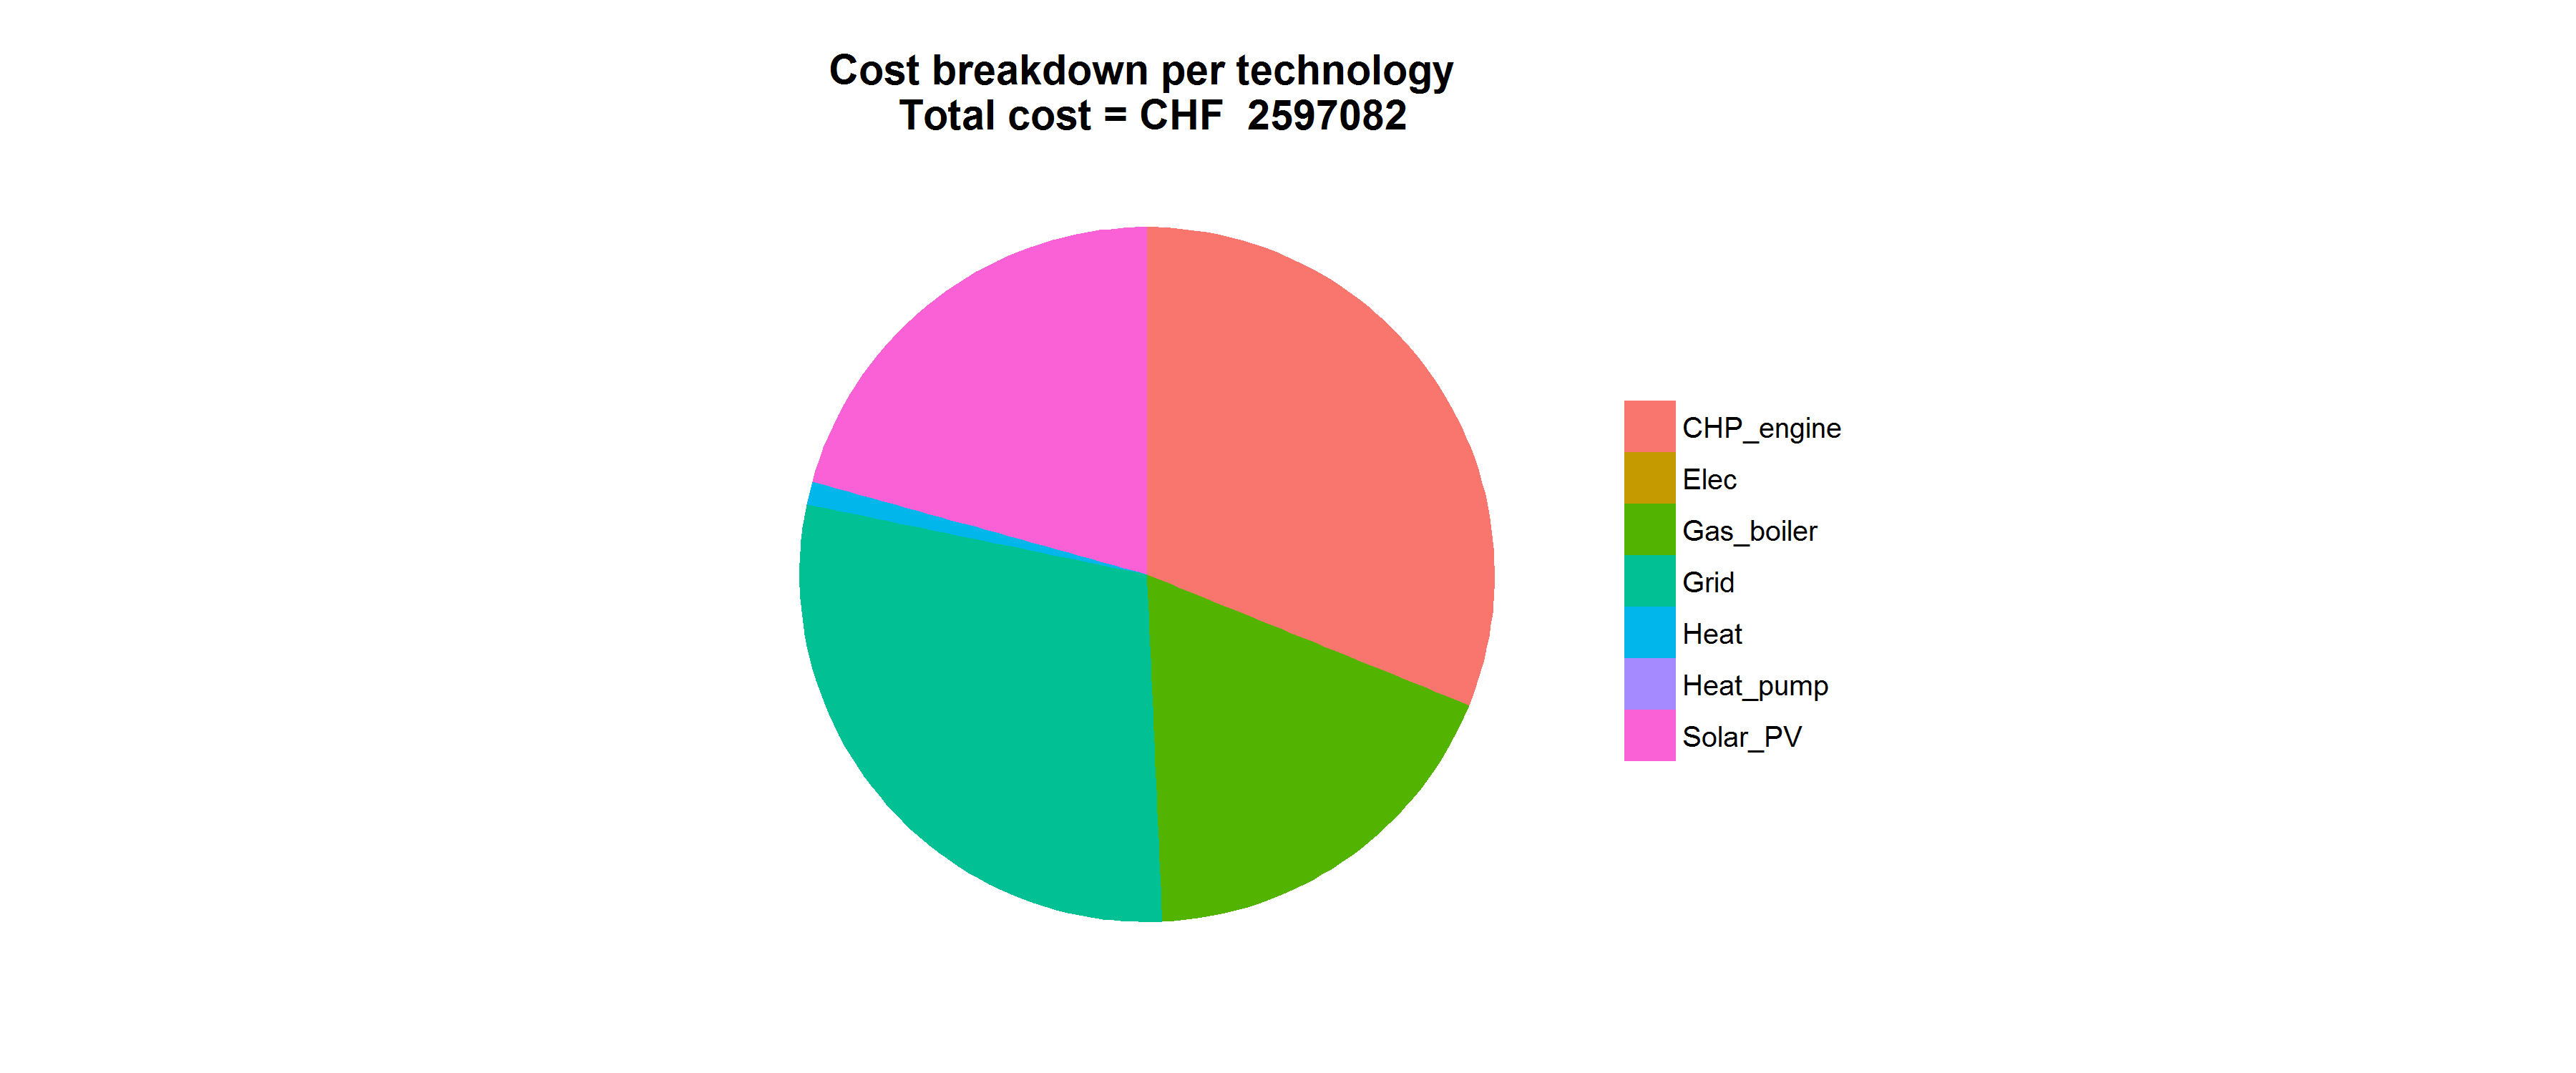 Cost breakdown per technology
Total cost = CHF  2597082
CHP_engine
Elec
Gas_boiler
Grid
Heat
Heat_pump
Solar_PV